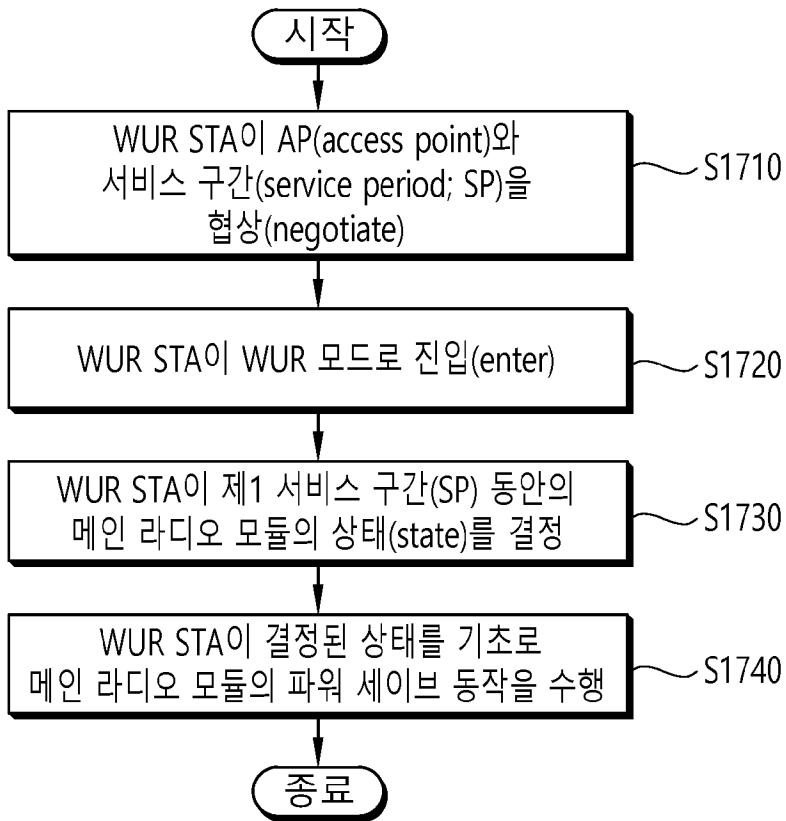 시작
WUR STA이 AP(access point)와
서비스 구간(service period; SP)을
협상(negotiate)
S1710
WUR STA이 WUR 모드로 진입(enter)
S1720
WUR STA이 제1 서비스 구간(SP) 동안의
메인 라디오 모듈의 상태(state)를 결정
S1730
WUR STA이 결정된 상태를 기초로
메인 라디오 모듈의 파워 세이브 동작을 수행
S1740
종료